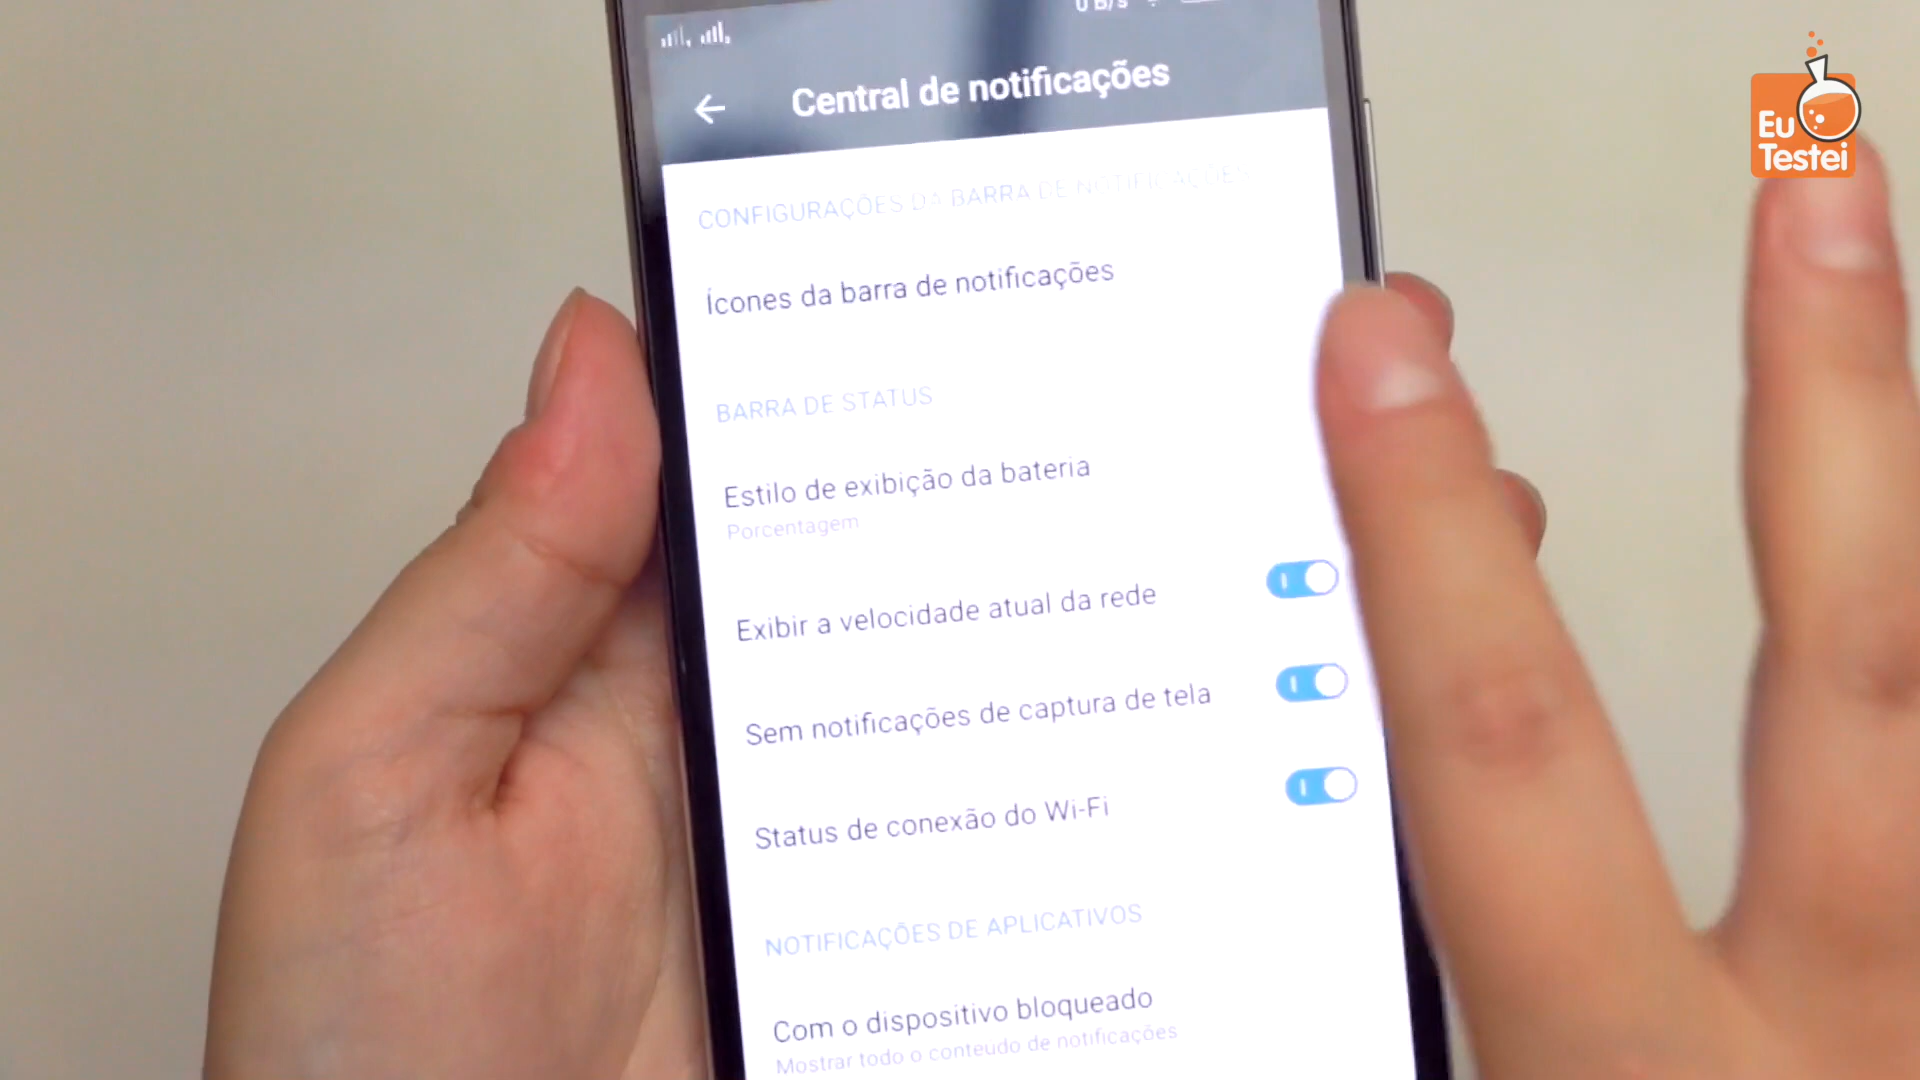 0 B/s
Central de notificações
CONFIGURAÇÕES DA BARRA DE NOTIFICAÇÕES
Ícones da barra de notificações
BARRA DE STATUS
Estilo de exibição da bateria
Porcentagem
Exibir a velocidade atual da rede
Sem notificações de captura de tela
Status de conexão do Wi-Fi
NOTIFICAÇÕES DE APLICATIVOS
Com o dispositivo bloqueado
Mostrar todo o conteúdo de notificações
Eu
Testei